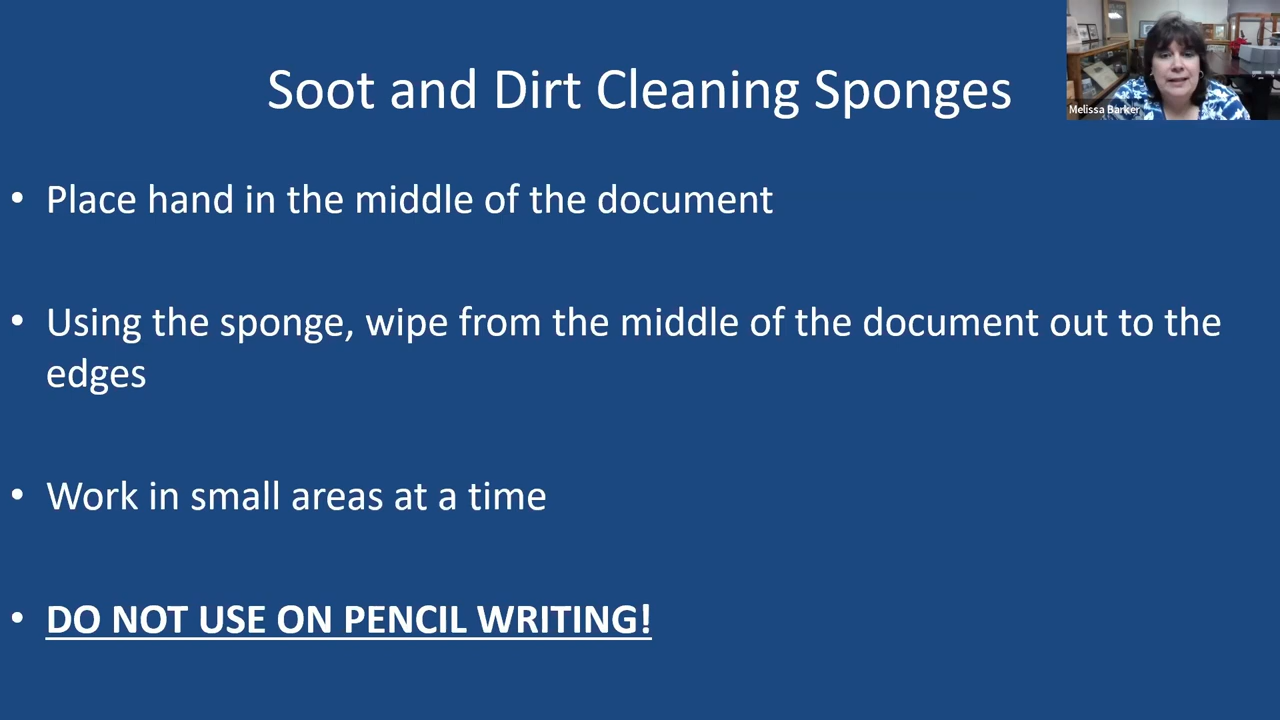 Soot and Dirt Cleaning Sponges
Melissa Barker
• Place hand in the middle of the document
• Using the sponge, wipe from the middle of the document out to the
edges
• Work in small areas at a time
• DO NOT USE ON PENCIL WRITING!